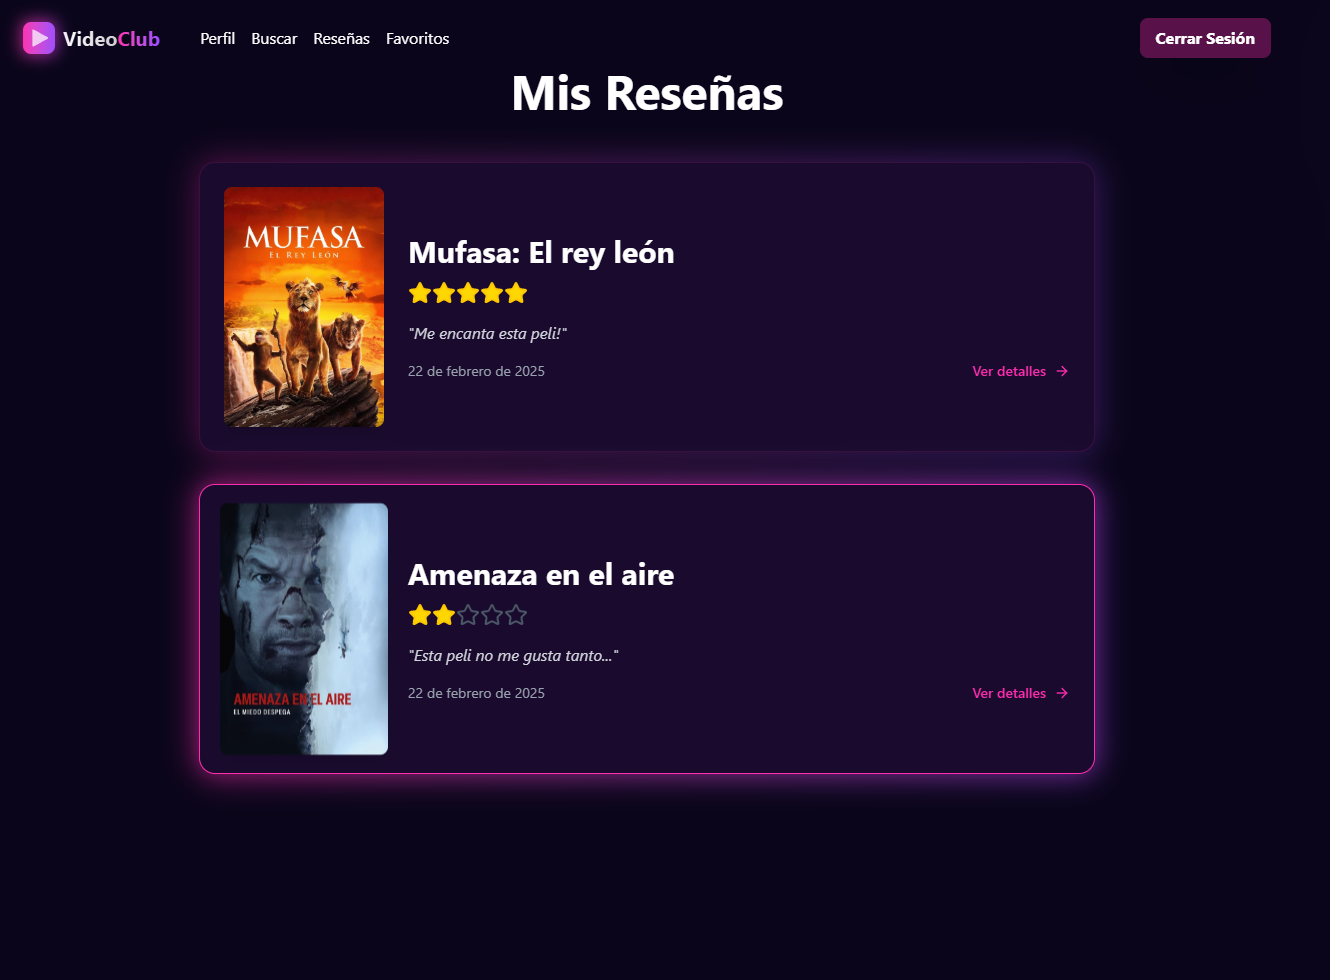 VideoClub
Perfil Buscar Reseñas Favoritos
Cerrar Sesión
Mis Reseñas
MUFASA
EL REY LEÓN
Mufasa: El rey león
"Me encanta esta peli!"
22 de febrero de 2025
Ver detalles
AMENAZA EN EL AIRE
EL MIEDO DESPEGA
Amenaza en el aire
"Esta peli no me gusta tanto..."
22 de febrero de 2025
Ver detalles